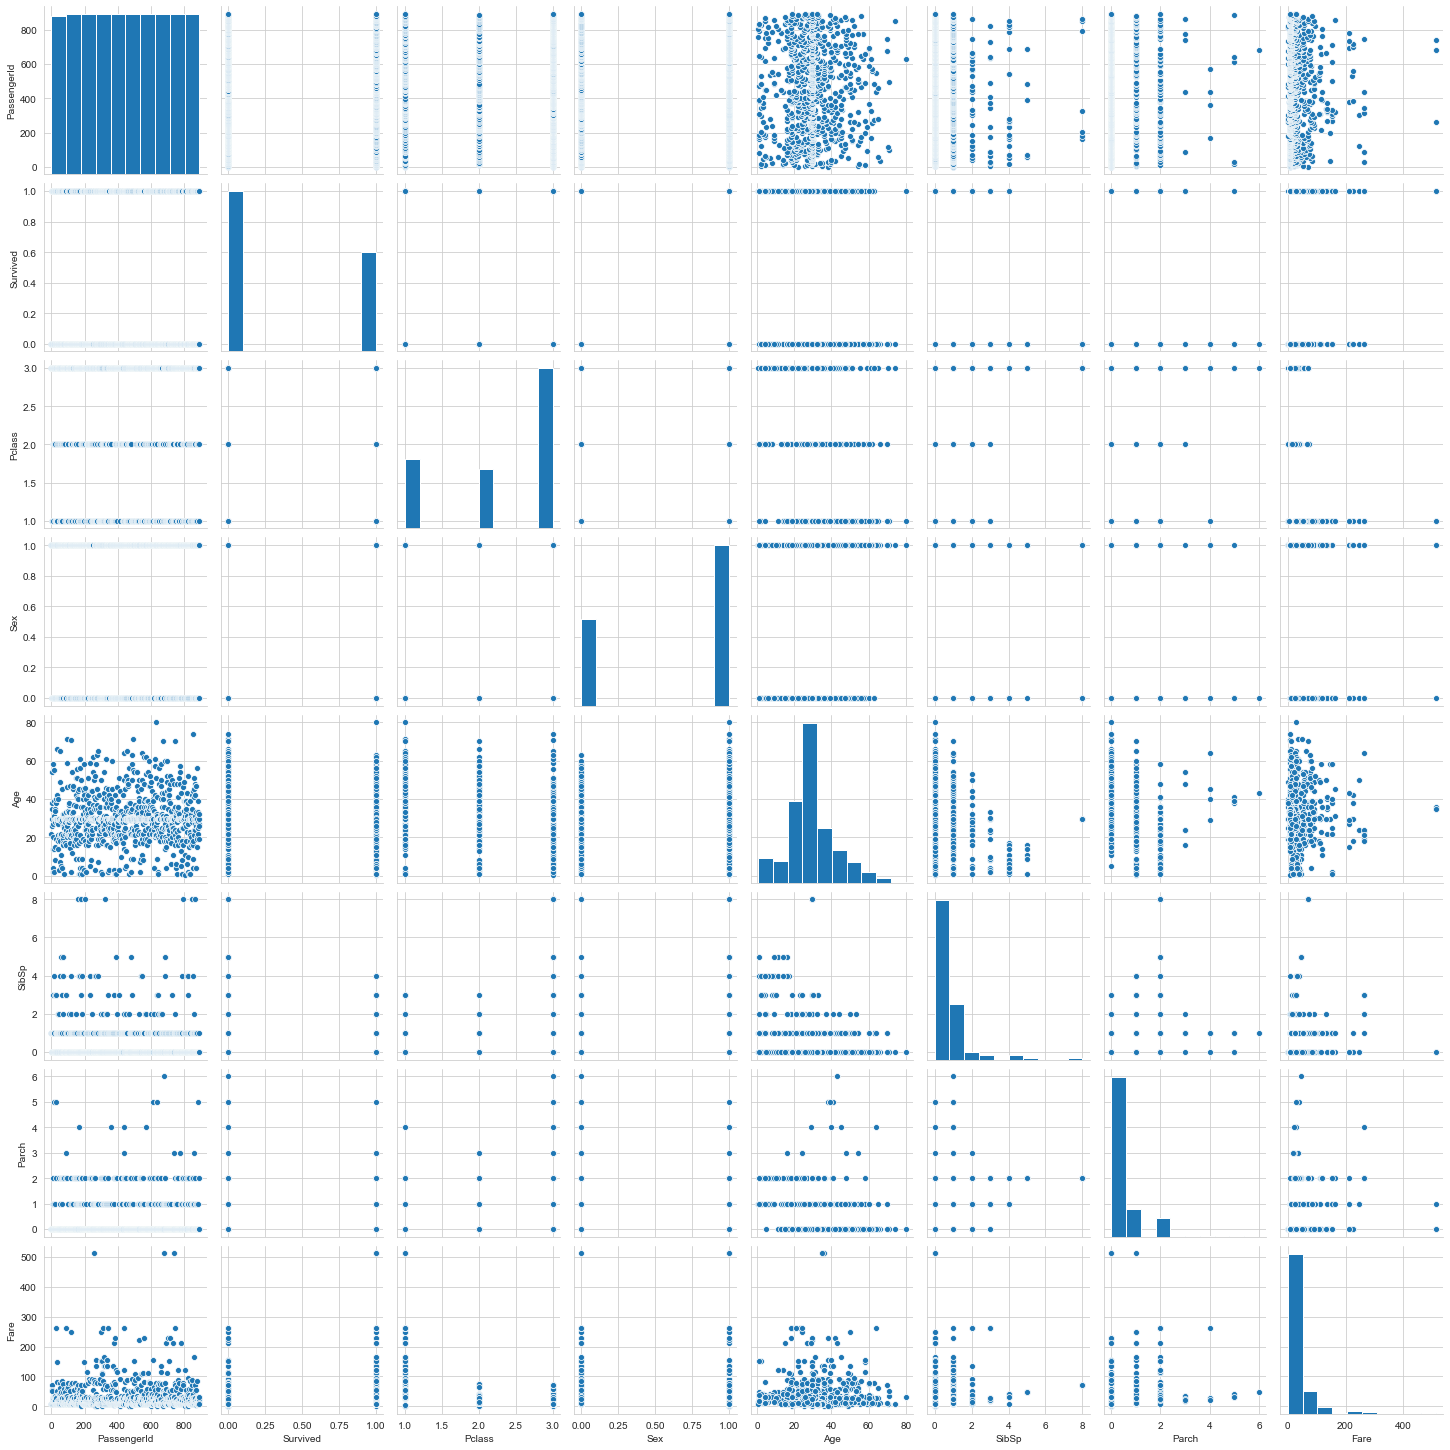 800
600
400
200
0
PassengerId
1.0
0.8
0.6
0.4
0.2
0.0
Survived
3.0
2.5
2.0
1.5
1.0
Pclass
1.0
0.8
0.6
0.4
0.2
0.0
Sex
80
60
40
20
0
Age
8
6
4
2
0
SibSp
6
5
4
3
2
1
0
Parch
500
400
300
200
100
0
Fare
0 200 400 600 800
0.00 0.25 0.50 0.75 1.00
1.0 1.5 2.0 2.5 3.0
0.00 0.25 0.50 0.75 1.00
0 20 40 60 80
0 2 4 6 8
0 2 4 6
0 200 400
PassengerId Survived Pclass Sex Age SibSp Parch Fare